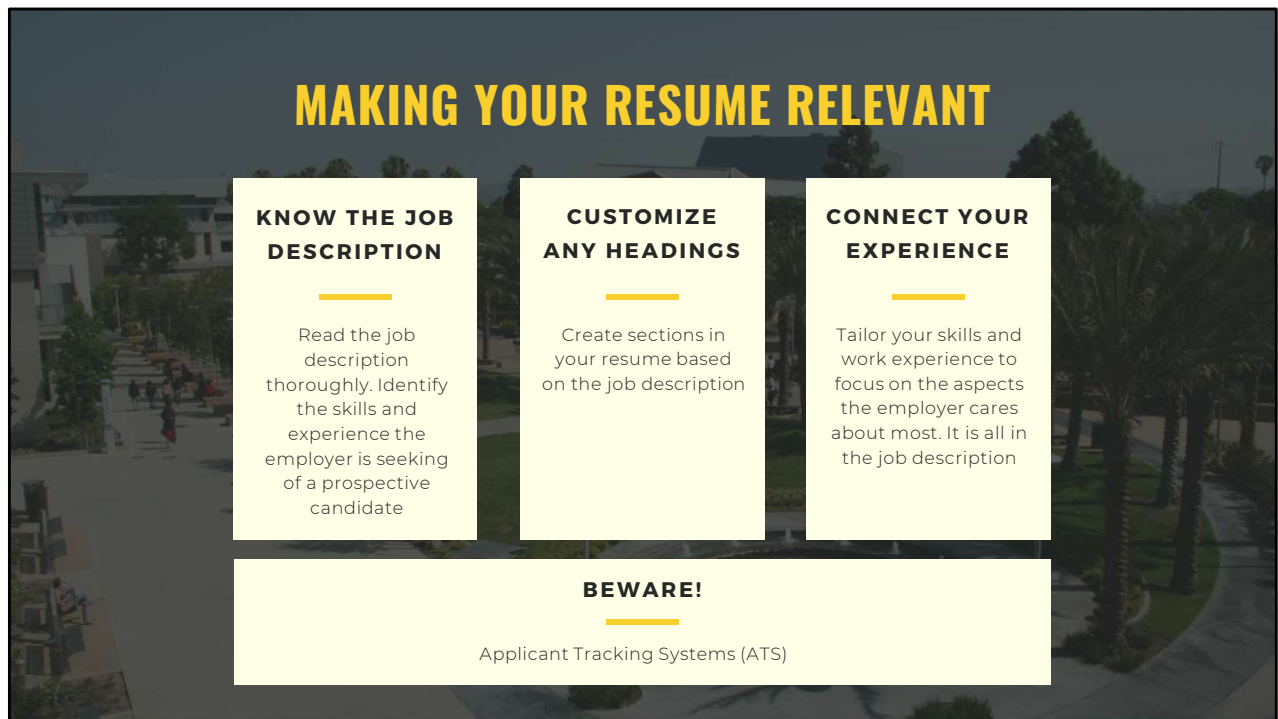 MAKING YOUR RESUME RELEVANT
KNOW THE JOB
DESCRIPTION
Read the job
description
thoroughly. Identify
the skills and
experience the
employer is seeking
of a prospective
candidate
CUSTOMIZE
ANY HEADINGS
Create sections in
your resume based
on the job description
CONNECT YOUR
EXPERIENCE
Tailor your skills and
work experience to
focus on the aspects
the employer cares
about most. It is all in
the job description
BEWARE!
Applicant Tracking Systems (ATS)